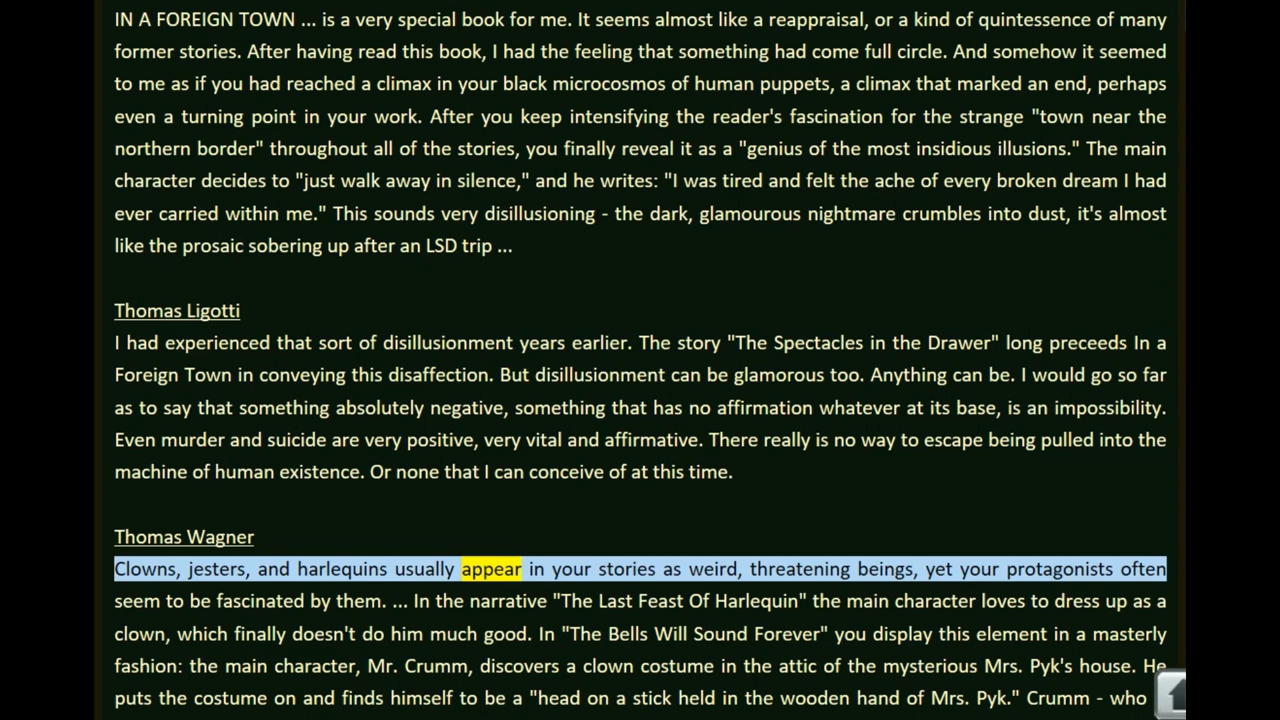 IN A FOREIGN TOWN ... is a very special book for me. It seems almost like a reappraisal, or a kind of quintessence of many
former stories. After having read this book, I had the feeling that something had come full circle. And somehow it seemed
to me as if you had reached a climax in your black microcosmos of human puppets, a climax that marked an end, perhaps
even a turning point in your work. After you keep intensifying the reader's fascination for the strange "town near the
northern border" throughout all of the stories, you finally reveal it as a "genius of the most insidious illusions." The main
character decides to "just walk away in silence," and he writes: "I was tired and felt the ache of every broken dream I had
ever carried within me." This sounds very disillusioning - the dark, glamourous nightmare crumbles into dust, it's almost
like the prosaic sobering up after an LSD trip ...
Thomas Ligotti
I had experienced that sort of disillusionment years earlier. The story "The Spectacles in the Drawer" long preceeds In a
Foreign Town in conveying this disaffection. But disillusionment can be glamorous too. Anything can be. I would go so far
as to say that something absolutely negative, something that has no affirmation whatever at its base, is an impossibility.
Even murder and suicide are very positive, very vital and affirmative. There really is no way to escape being pulled into the
machine of human existence. Or none that I can conceive of at this time.
Thomas Wagner
Clowns, jesters, and harlequins usually appear in your stories as weird, threatening beings, yet your protagonists often
seem to be fascinated by them. ... In the narrative "The Last Feast Of Harlequin" the main character loves to dress up as a
clown, which finally doesn't do him much good. In "The Bells Will Sound Forever" you display this element in a masterly
fashion: the main character, Mr. Crumm, discovers a clown costume in the attic of the mysterious Mrs. Pyk's house. He
puts the costume on and finds himself to be a "head on a stick held in the wooden hand of Mrs. Pyk." Crumm - who